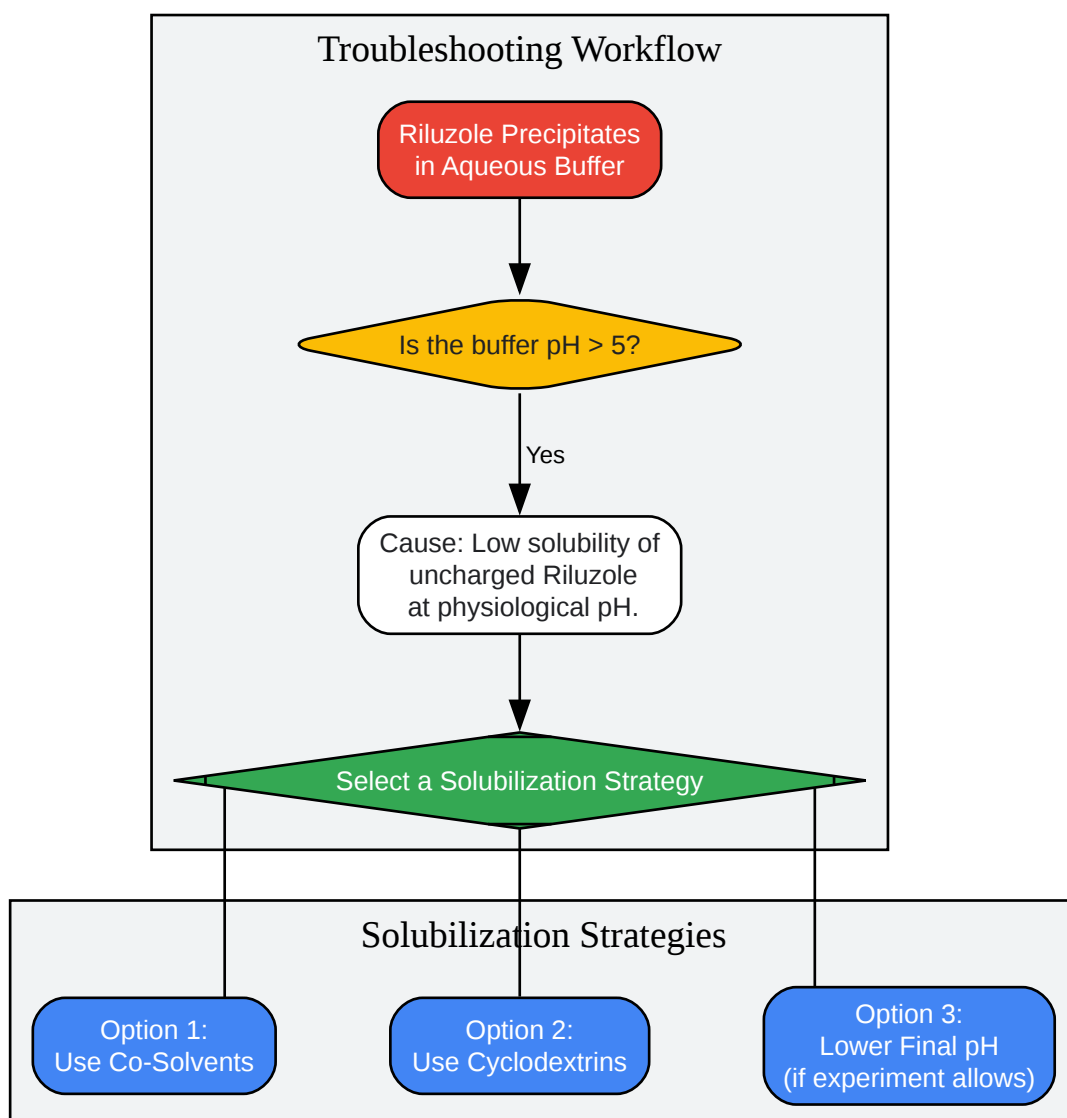 Troubleshooting Workflow
Riluzole Precipitates
in Aqueous Buffer
Is the buffer pH > 5?
Yes
Cause: Low solubility of
uncharged Riluzole
at physiological pH.
Select a Solubilization Strategy
Solubilization Strategies
Option 1:
Use Co-Solvents
Option 2:
Use Cyclodextrins
Option 3:
Lower Final pH
(if experiment allows)